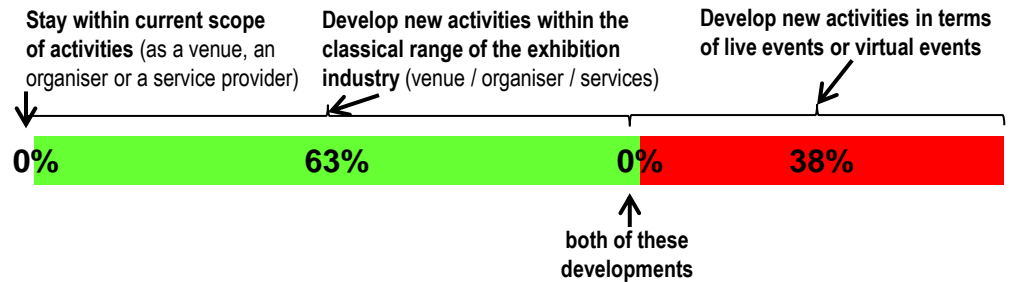 Stay within current scope
of activities (as a venue, an
organiser or a service provider)
Develop new activities within the
classical range of the exhibition
industry (venue / organiser / services)
Develop new activities in terms
of live events or virtual events
0%
63%
0%
38%
both of these
developments